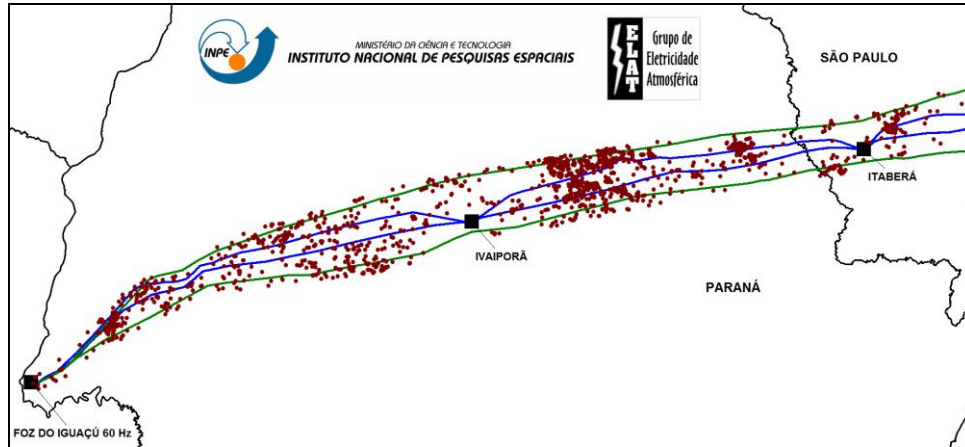 INPE
MINISTÉRIO DA CIÊNCIA E TECNOLOGIA
INSTITUTO NACIONAL DE PESQUISAS ESPACIAIS
ELAT
Grupo de
Eletricidade
Atmosférica
SÃO PAULO
ITABERÁ
IVAIPORÃ
PARANÁ
FOZ DO IGUAÇÚ 60 Hz